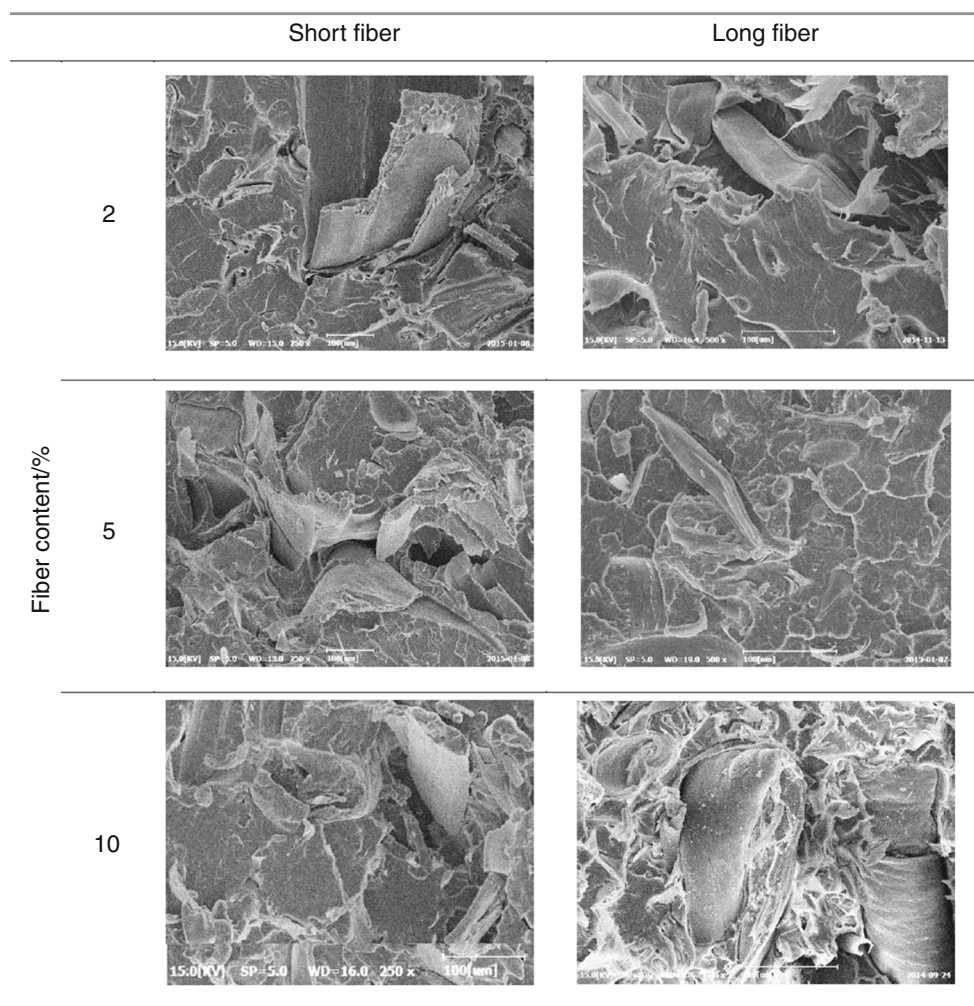 Short fiber Long fiber
Fiber content/%
2
15.0[KV] SP=5.0 WD=15.0 250 x 100[um] 2015-01-08
15.0[KV] SP=5.0 WD=16.4 500 x 100[um] 2014-11-13
5
15.0[KV] SP=5.0 WD=13.0 250 x 100[um] 2015-01-08
15.0[KV] SP=5.0 WD=19.0 500 x 100[um] 2015-01-07
10
15.0[KV] SP=5.0 WD=16.0 250 x 100[um]
15.0[KV] 2014-09-24